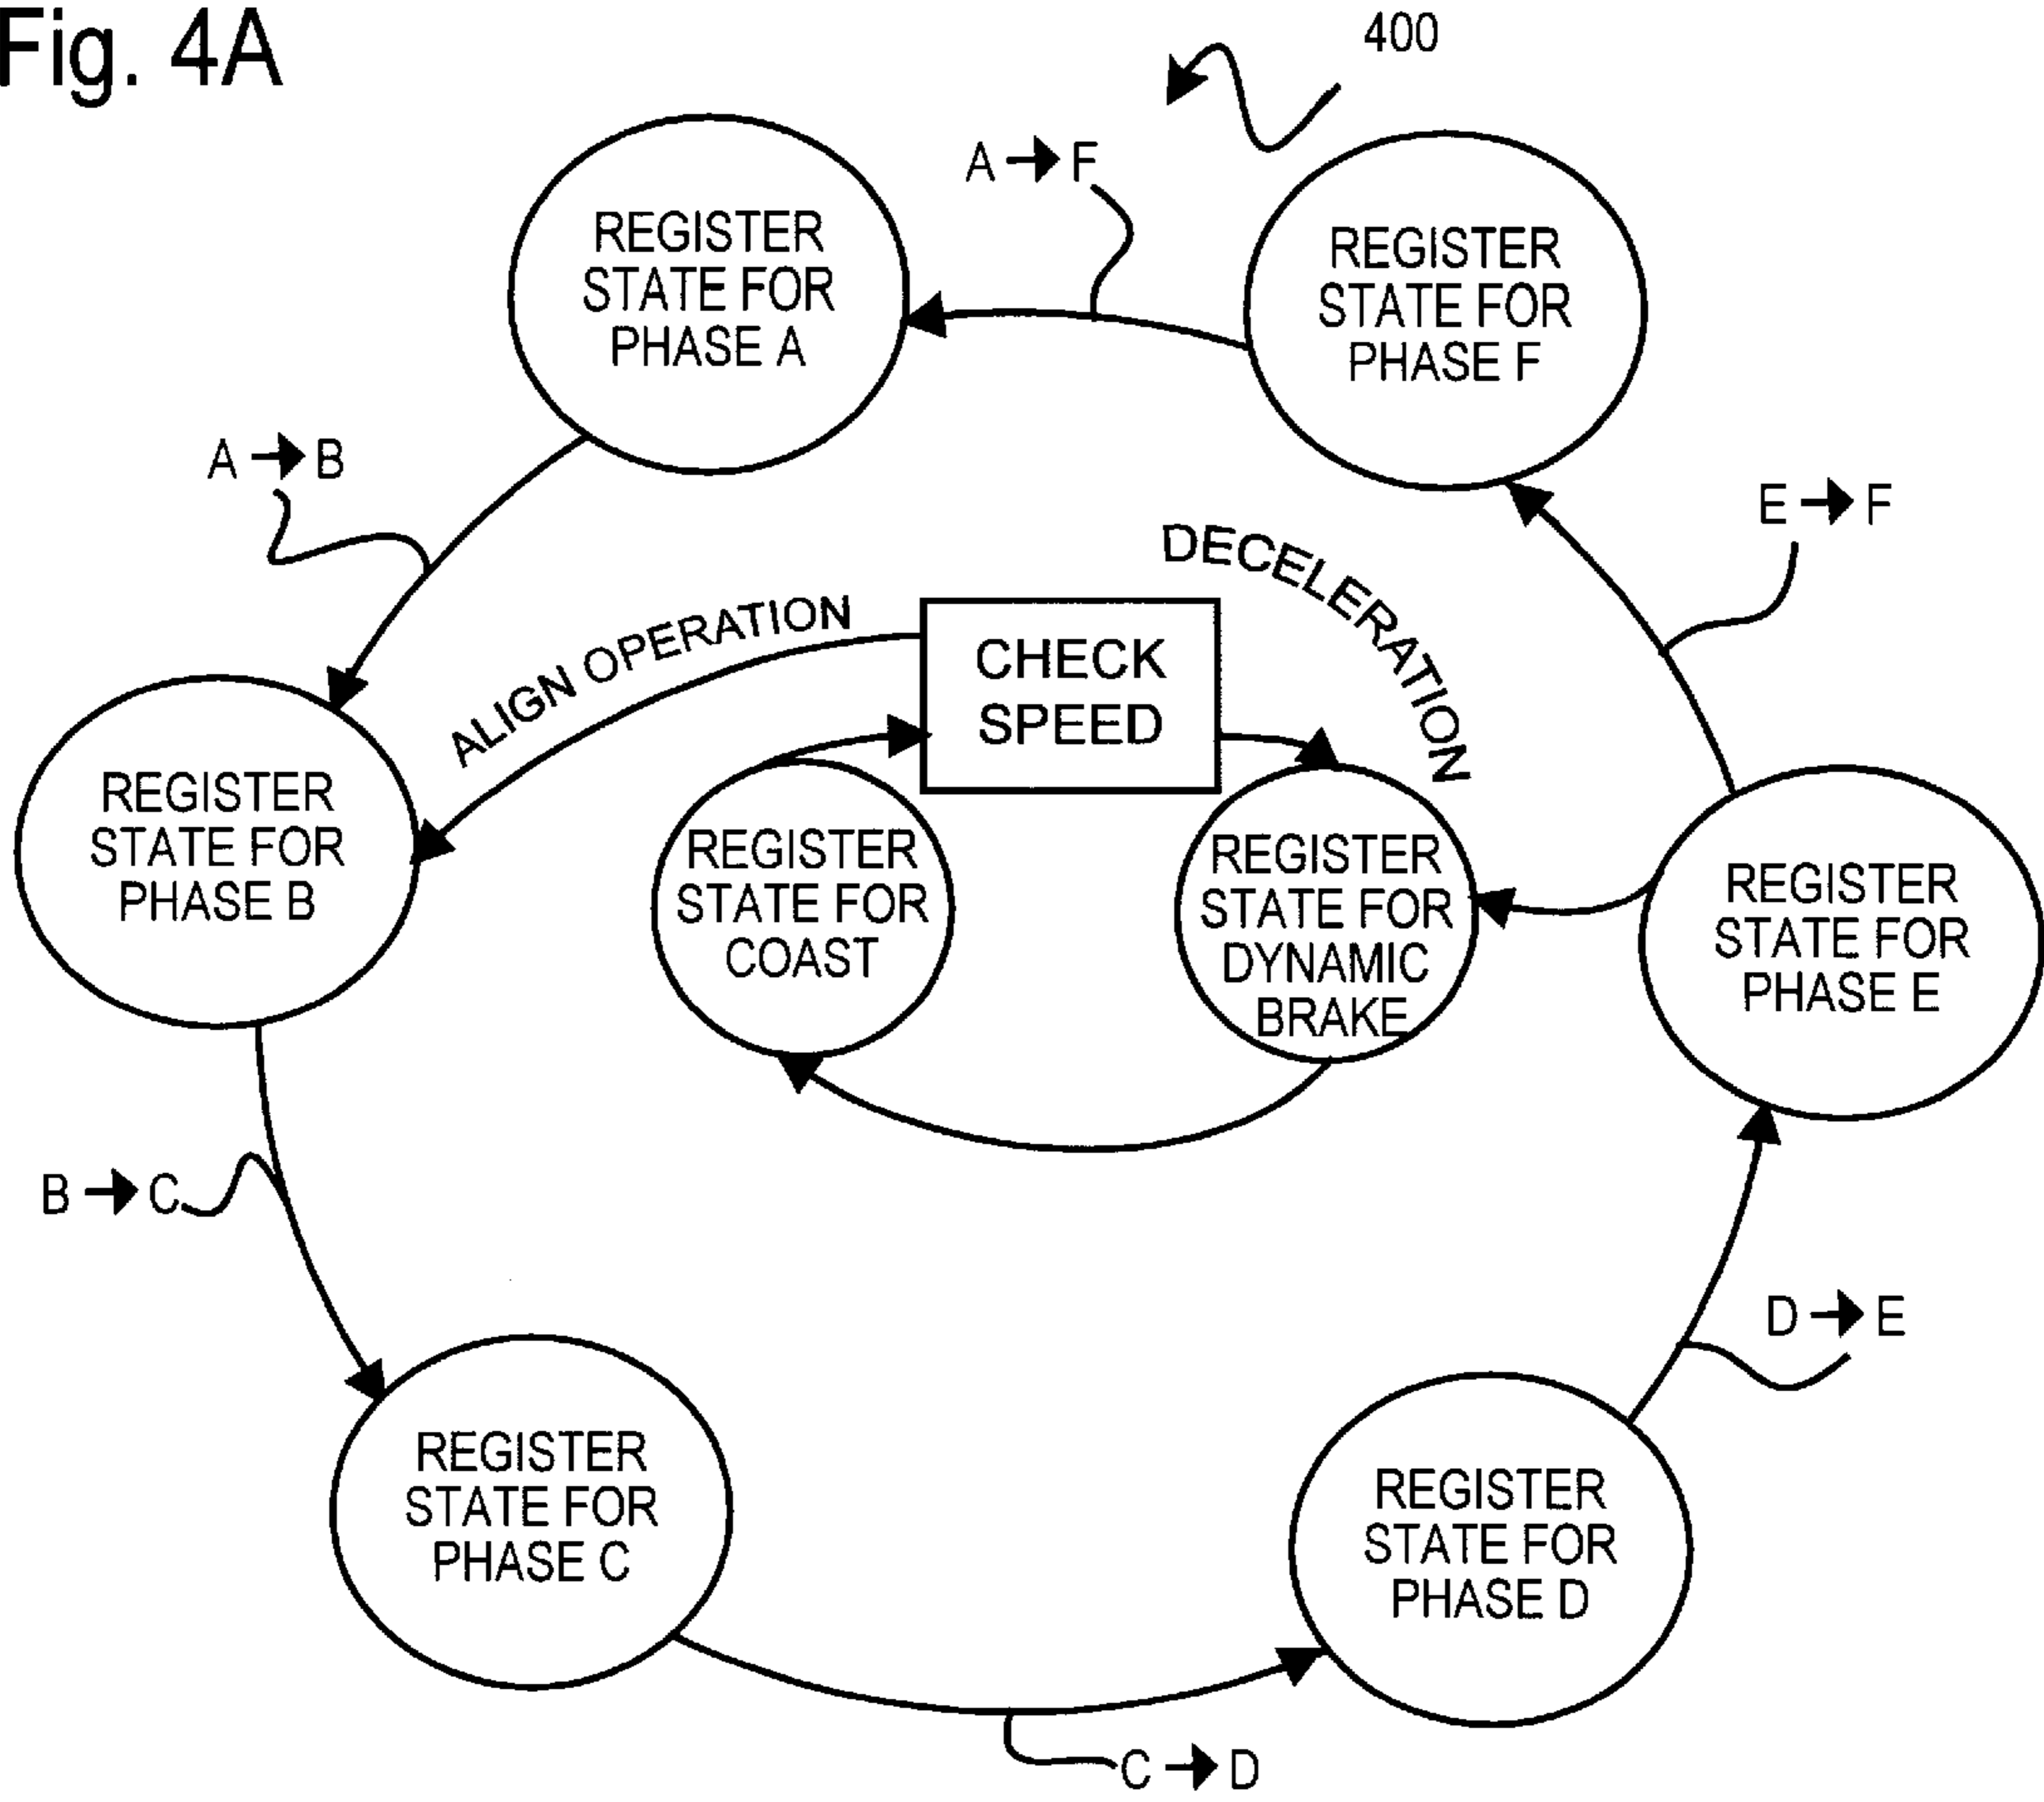 Fig. 4A
400
A → F
REGISTER
STATE FOR
PHASE A
REGISTER
STATE FOR
PHASE F
A → B
E → F
DECELERATION
ALIGN OPERATION
CHECK
SPEED
REGISTER
STATE FOR
PHASE B
REGISTER
STATE FOR
COAST
REGISTER
STATE FOR
DYNAMIC
BRAKE
REGISTER
STATE FOR
PHASE E
B → C
D → E
REGISTER
STATE FOR
PHASE C
REGISTER
STATE FOR
PHASE D
C → D